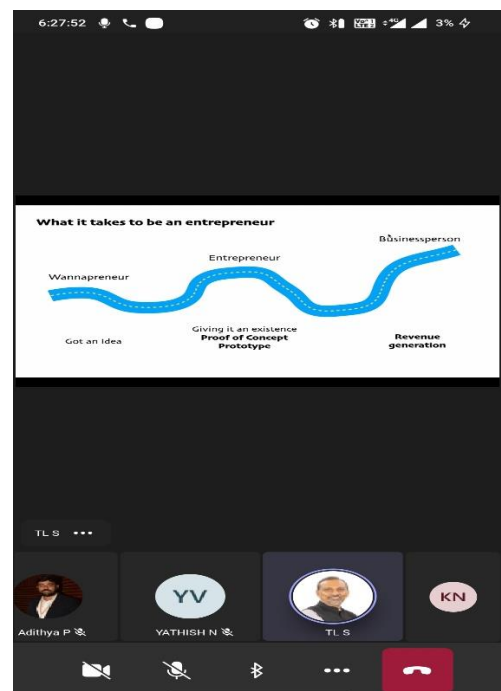 6:27:52 3%
What it takes to be an entrepreneur
Businessperson
Entrepreneur
Wannapreneur
Giving it an existence
Proof of Concept
Prototype
Got an Idea
Revenue
generation
TL S •••
YV
KN
Adithya P
YATHISH N
TL S